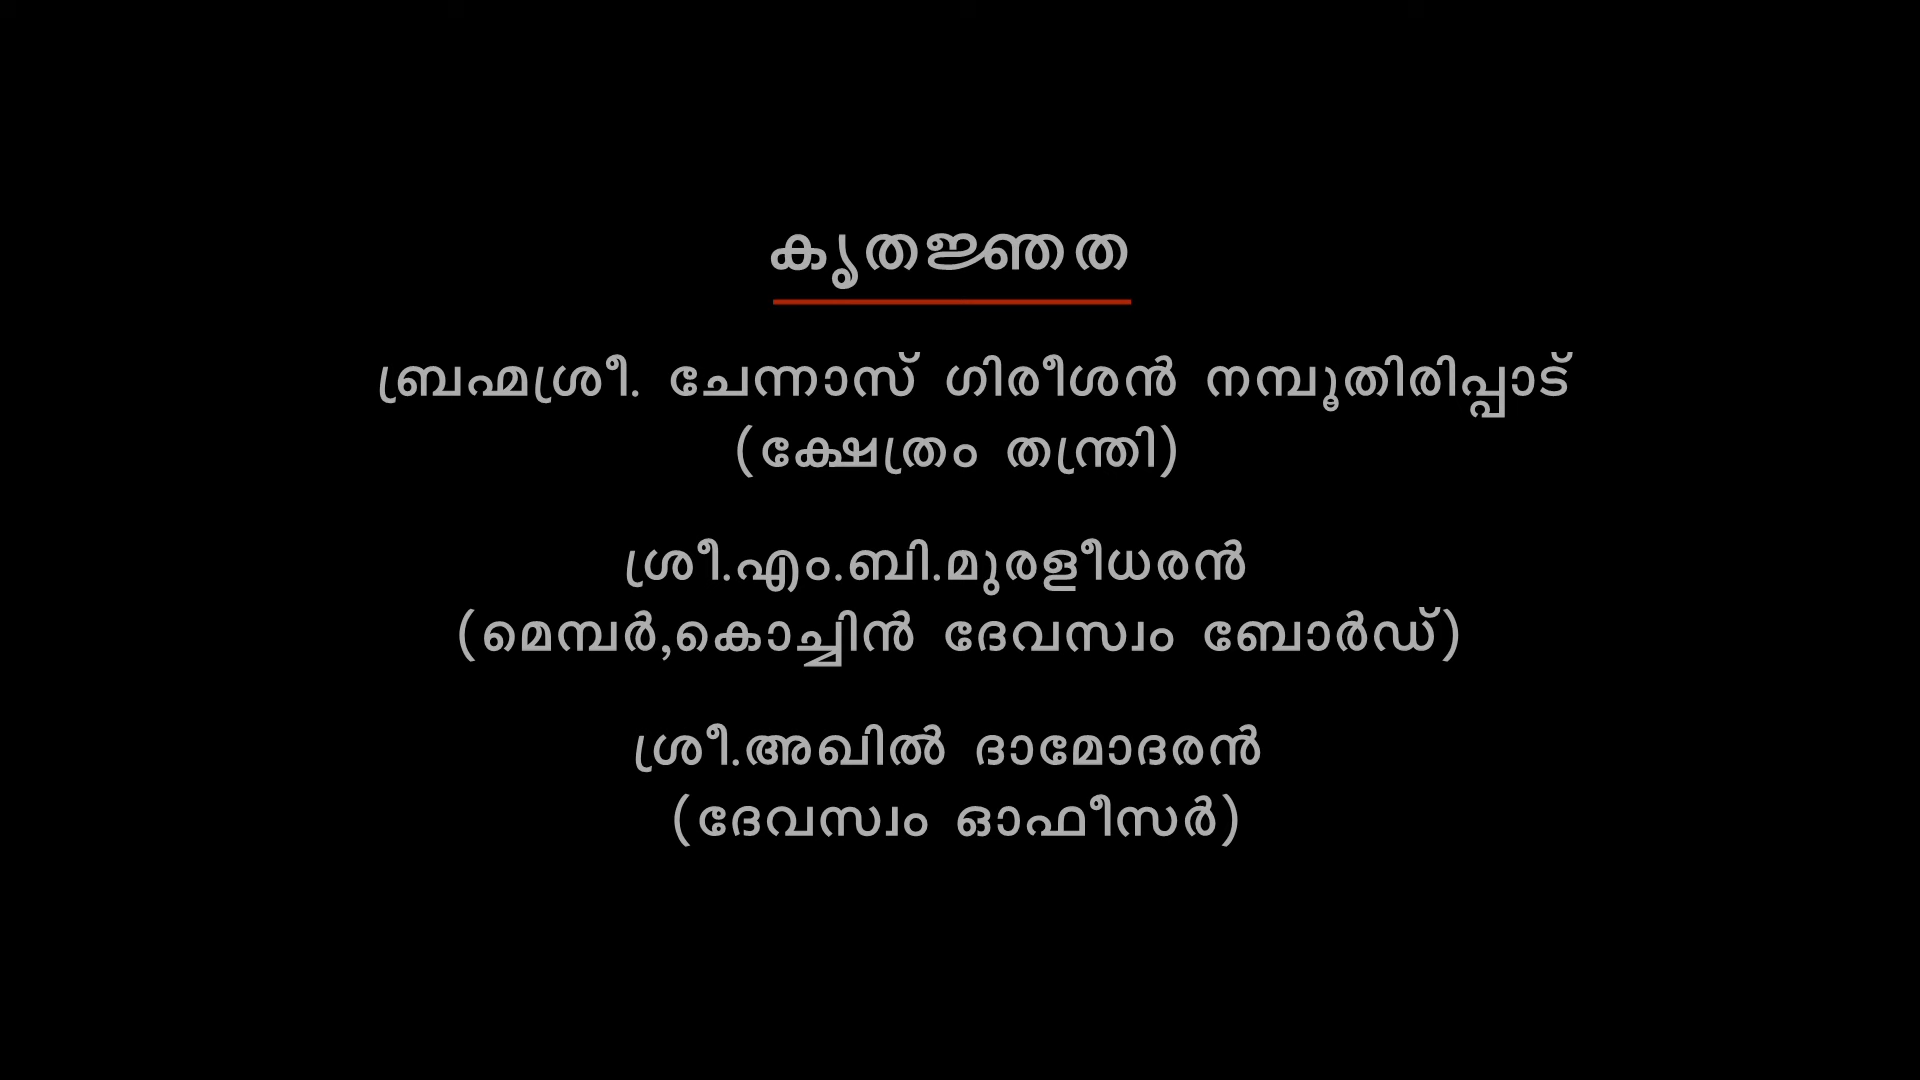 കൃതജ്ഞത
ബ്രഹ്മശ്രീ. ചേന്നാസ് ഗിരീശൻ നമ്പൂതിരിപ്പാട്
(ക്ഷേത്രം തന്ത്രി)
ശ്രീ.എം.ബി.മുരളീധരൻ
(മെമ്പർ,കൊച്ചിൻ ദേവസ്വം ബോർഡ്)
ശ്രീ.അഖിൽ ദാമോദരൻ
(ദേവസ്വം ഓഫീസർ)